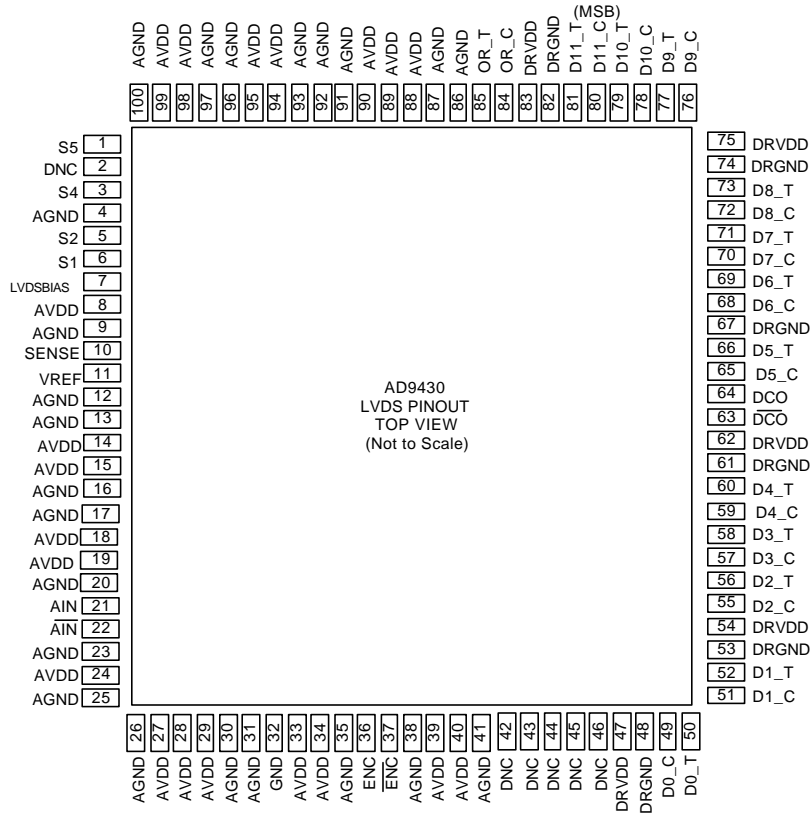 (MSB)
AGND
AVDD
AVDD
AGND
AGND
AVDD
AVDD
AGND
AGND
AGND
AVDD
AVDD
AVDD
AGND
AGND
OR_T
OR_C
DRVDD
DRGND
D11_T
D11_C
D10_T
D10_C
D9_T
D9_C
100
99
98
97
96
95
94
93
92
91
90
89
88
87
86
85
84
83
82
81
80
79
78
77
76
S5 1
DNC 2
S4 3
AGND 4
S2 5
S1 6
LVDSBIAS 7
AVDD 8
AGND 9
SENSE 10
VREF 11
AGND 12
AGND 13
AVDD 14
AVDD 15
AGND 16
AGND 17
AVDD 18
AVDD 19
AGND 20
AIN 21
A̅I̅N̅ 22
AGND 23
AVDD 24
AGND 25
AD9430
LVDS PINOUT
TOP VIEW
(Not to Scale)
75 DRVDD
74 DRGND
73 D8_T
72 D8_C
71 D7_T
70 D7_C
69 D6_T
68 D6_C
67 DRGND
66 D5_T
65 D5_C
64 DCO
63 D̅C̅O̅
62 DRVDD
61 DRGND
60 D4_T
59 D4_C
58 D3_T
57 D3_C
56 D2_T
55 D2_C
54 DRVDD
53 DRGND
52 D1_T
51 D1_C
26
27
28
29
30
31
32
33
34
35
36
37
38
39
40
41
42
43
44
45
46
47
48
49
50
AGND
AVDD
AVDD
AVDD
AGND
AGND
GND
AVDD
AVDD
AGND
ENC
E̅N̅C̅
AGND
AVDD
AVDD
AGND
DNC
DNC
DNC
DNC
DNC
DRVDD
DRGND
D0_C
D0_T